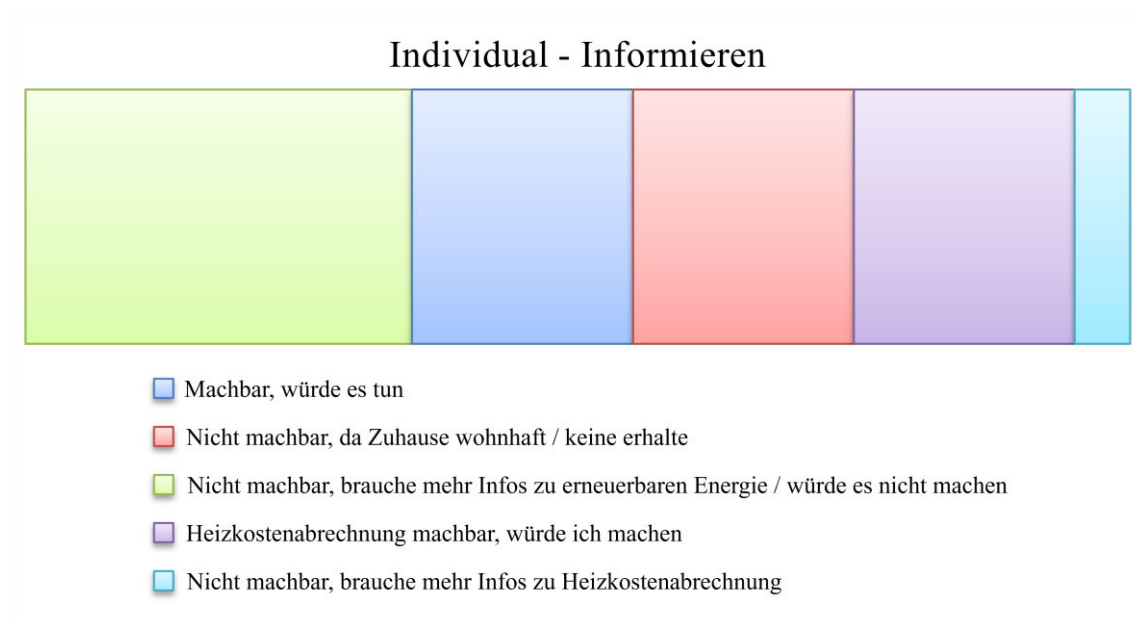 Individual - Informieren
Machbar, würde es tun
Nicht machbar, da Zuhause wohnhaft / keine erhalte
Nicht machbar, brauche mehr Infos zu erneuerbaren Energie / würde es nicht machen
Heizkostenabrechnung machbar, würde ich machen
Nicht machbar, brauche mehr Infos zu Heizkostenabrechnung